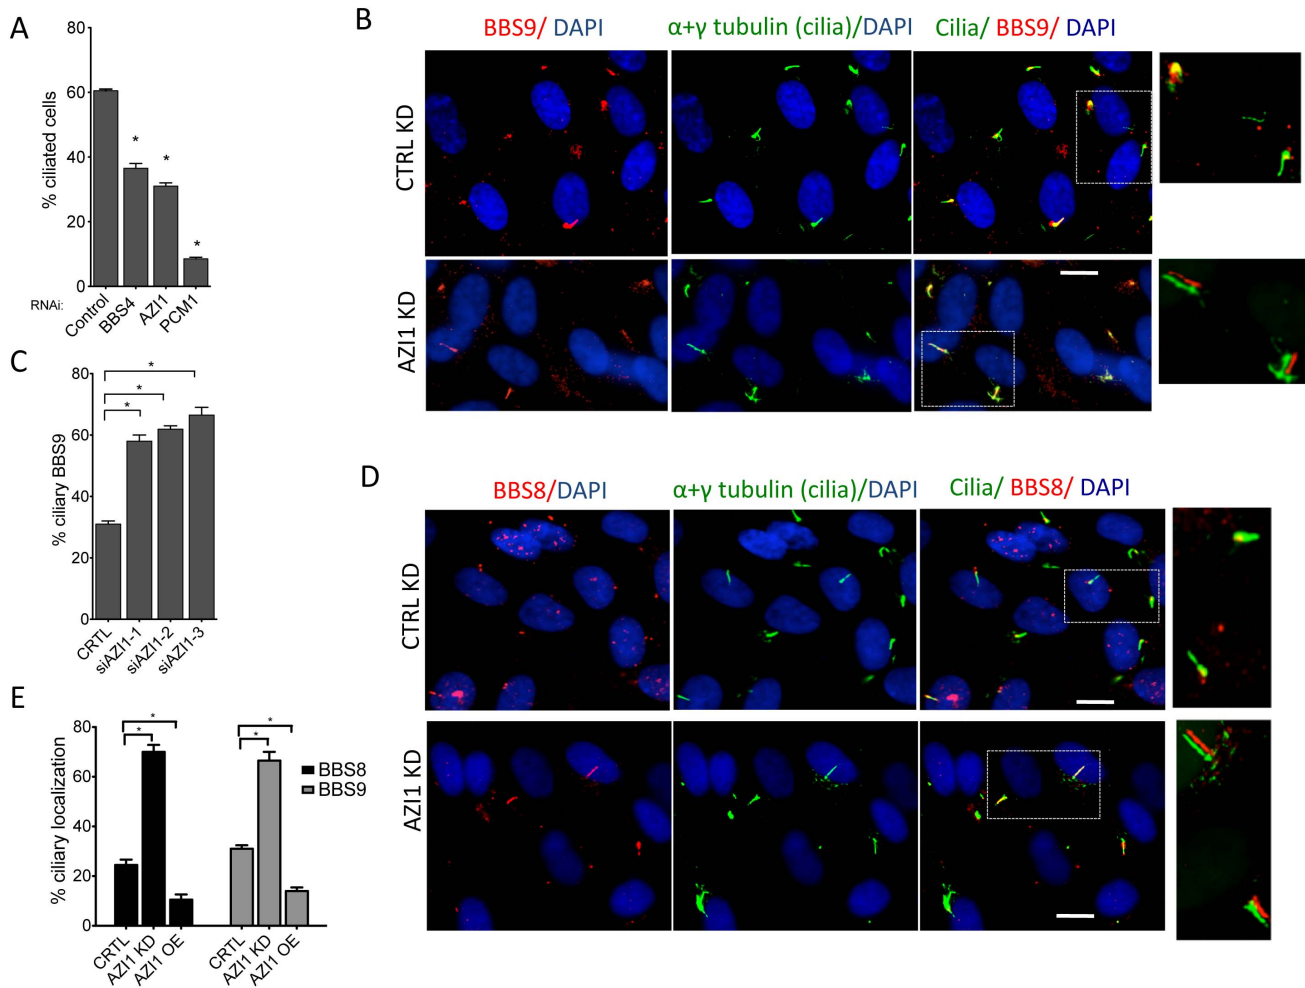 A
% ciliated cells
80
60
40
20
0
*
*
*
RNAi:
Control
BBS4
AZI1
PCM1
B
BBS9/ DAPI
α+γ tubulin (cilia)/DAPI
Cilia/ BBS9/ DAPI
CTRL KD
AZI1 KD
C
% ciliary BBS9
80
60
40
20
0
*
*
*
CRTL
siAZI1-1
siAZI1-2
siAZI1-3
D
BBS8/DAPI
α+γ tubulin (cilia)/DAPI
Cilia/ BBS8/ DAPI
CTRL KD
AZI1 KD
E
% ciliary localization
80
60
40
20
0
*
*
*
*
BBS8
BBS9
CRTL
AZI1 KD
AZI1 OE
CRTL
AZI1 KD
AZI1 OE